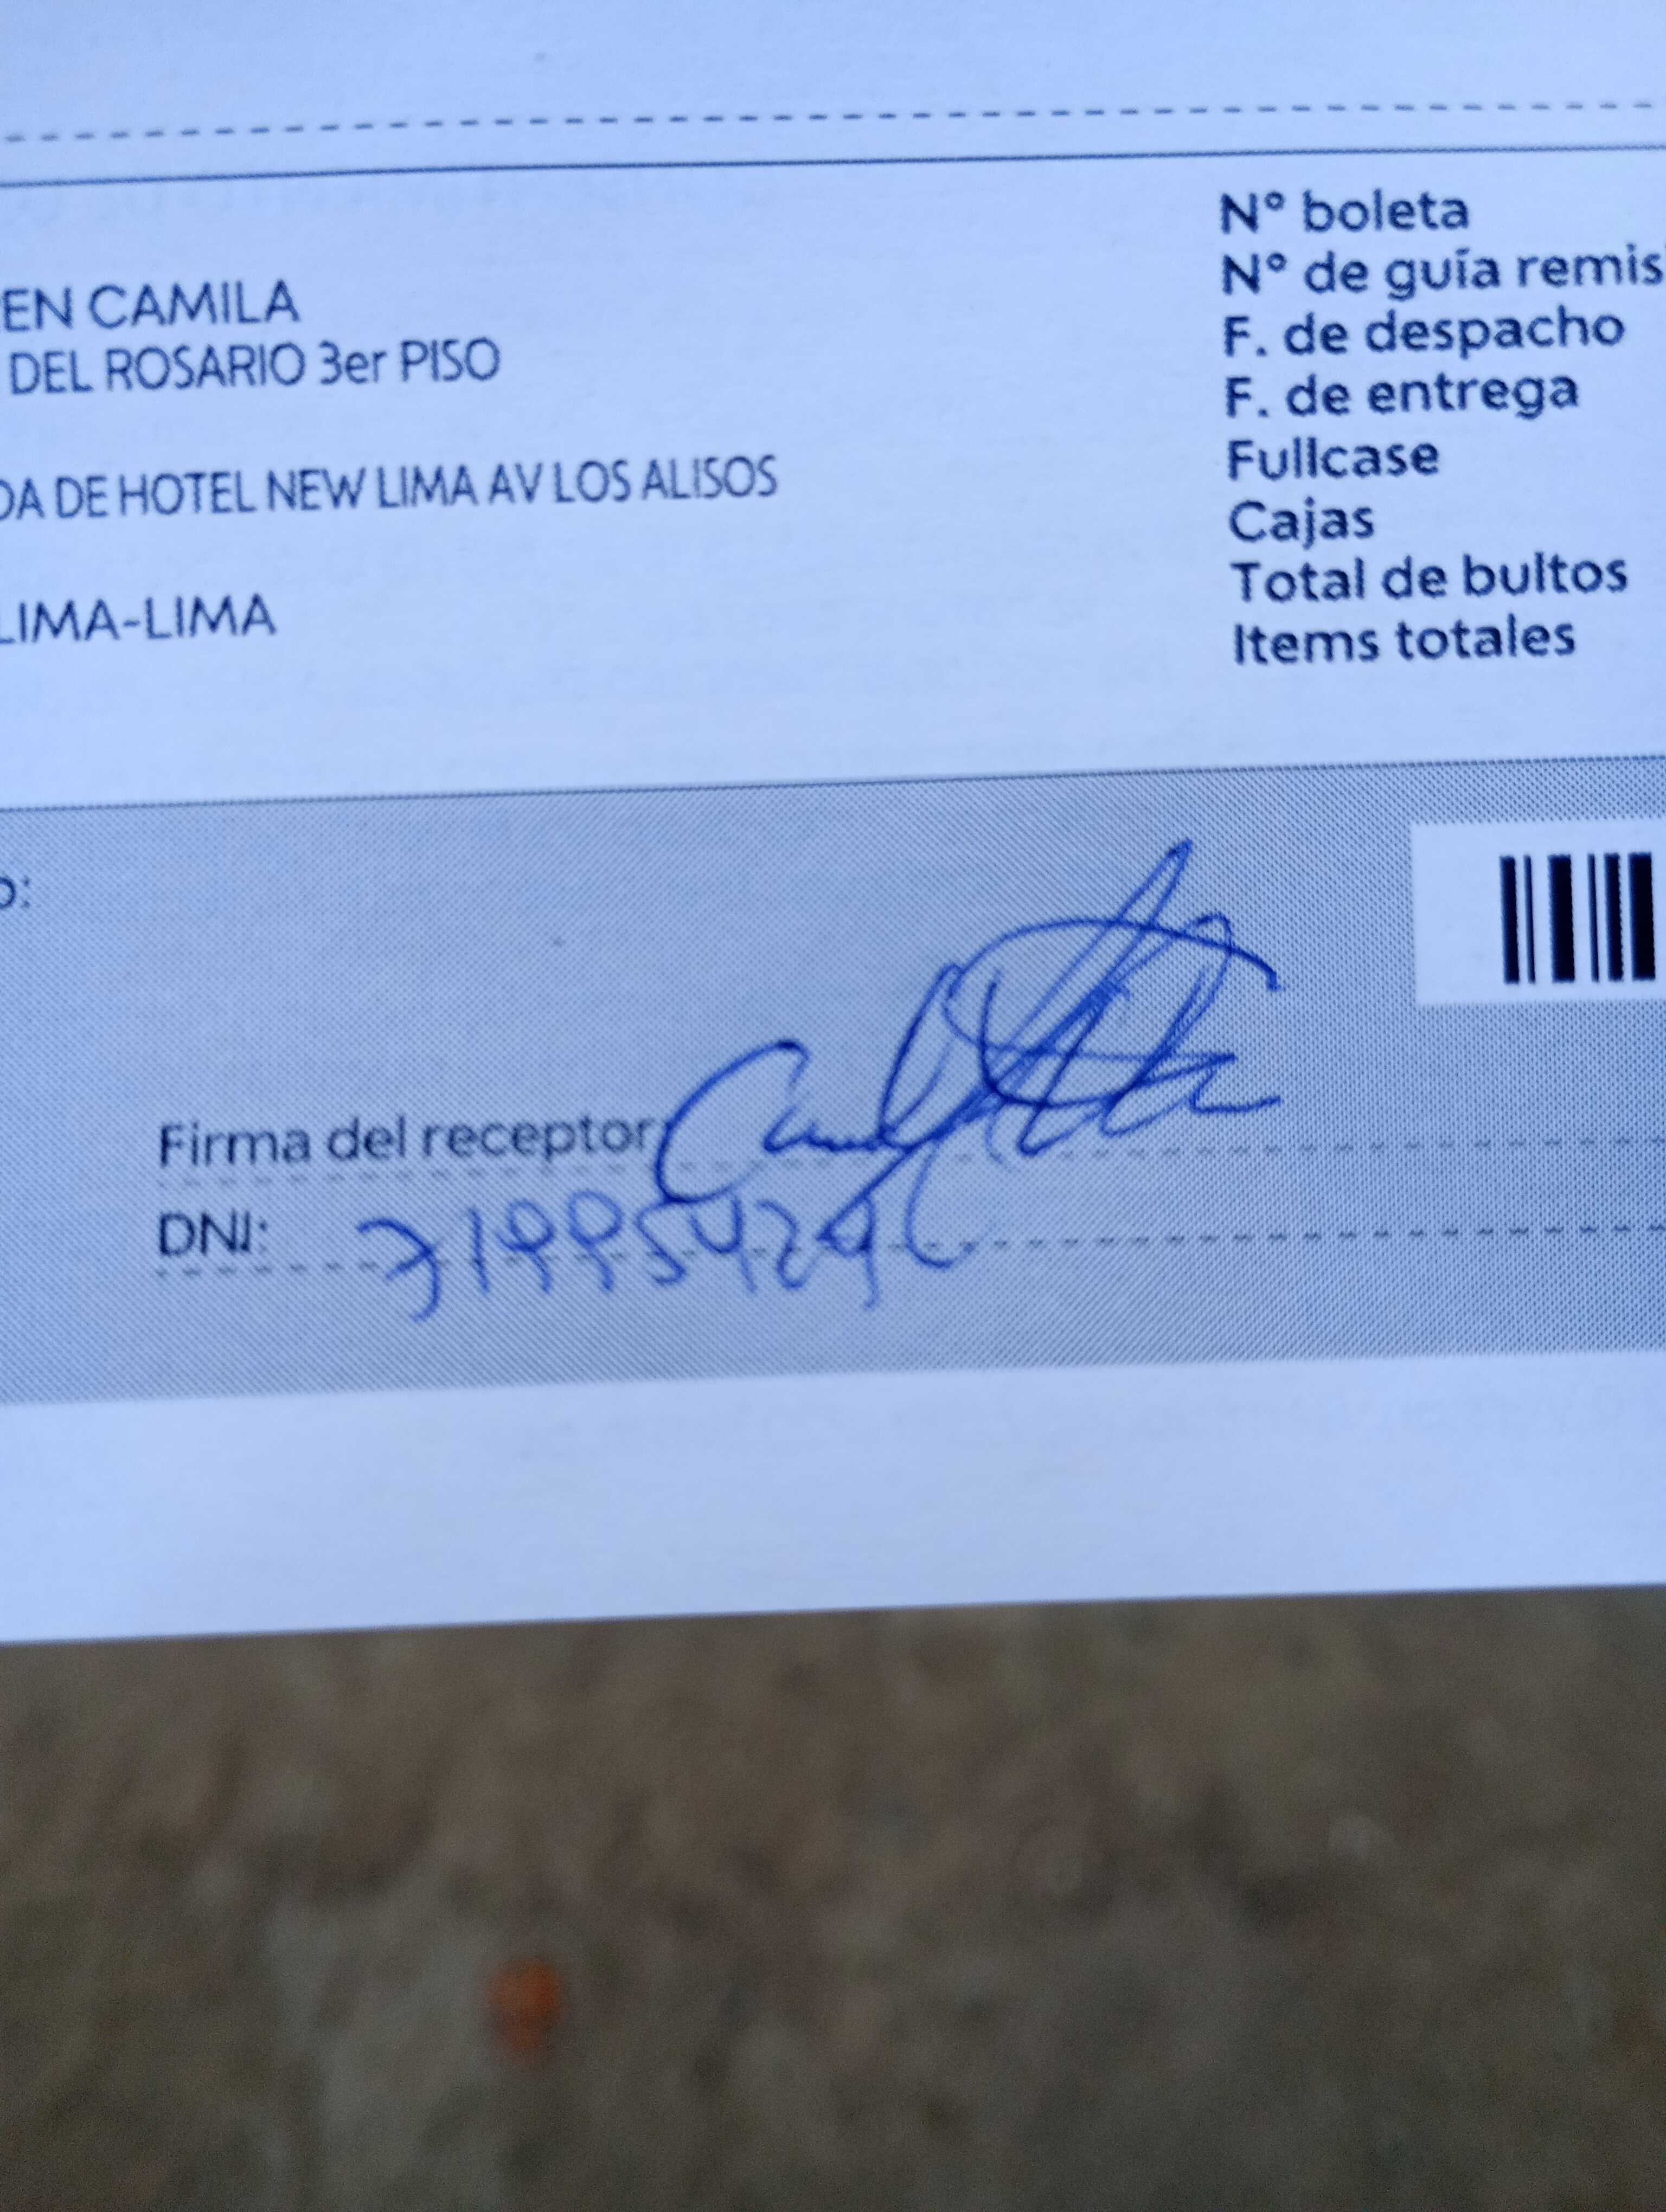 EN CAMILA
DEL ROSARIO 3er PISO
DA DE HOTEL NEW LIMA AV LOS ALISOS
LIMA-LIMA
N° boleta
N° de guía remis
F. de despacho
F. de entrega
Fullcase
Cajas
Total de bultos
Items totales
o:
Firma del receptor
DNI: 71995429